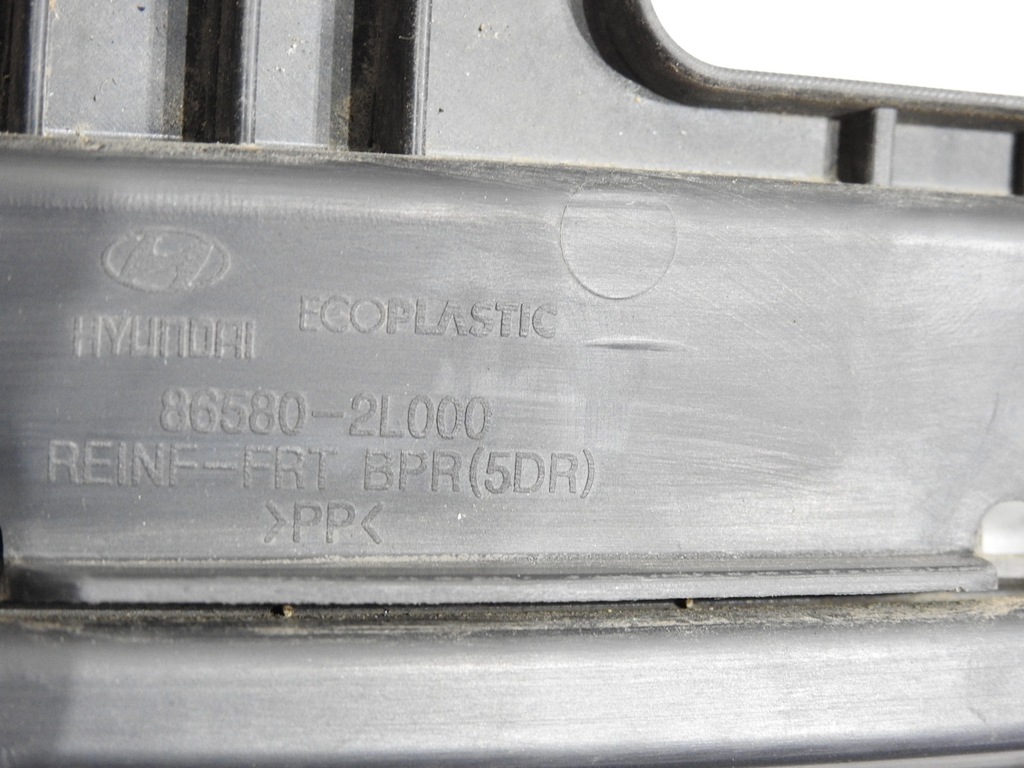 HYUNDAI
ECOPLASTIC
86580-2L000
REINF-FRT BPR(5DR)
>PP<